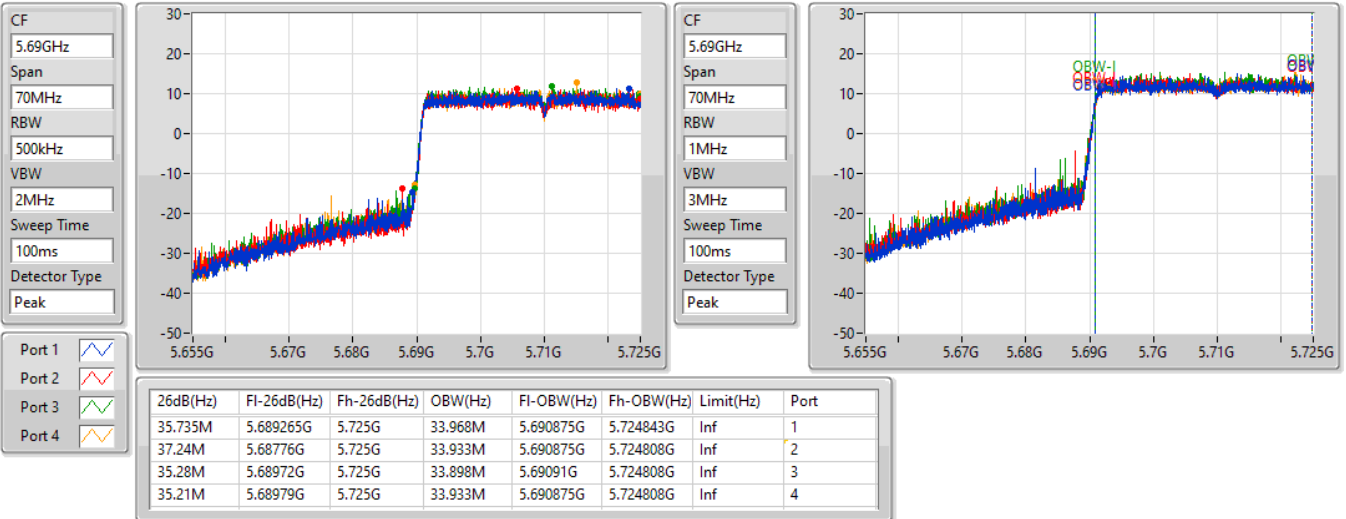 CF
5.69GHz
Span
70MHz
RBW
500kHz
VBW
2MHz
Sweep Time
100ms
Detector Type
Peak
30
20
10
0
-10
-20
-30
-40
-50
5.655G 5.67G 5.68G 5.69G 5.7G 5.71G 5.725G
CF
5.69GHz
Span
70MHz
RBW
1MHz
VBW
3MHz
Sweep Time
100ms
Detector Type
Peak
30
20
10
0
-10
-20
-30
-40
-50
OBW-l
5.655G 5.67G 5.68G 5.69G 5.7G 5.71G 5.725G
Port 1
Port 2
Port 3
Port 4
26dB(Hz) Fl-26dB(Hz) Fh-26dB(Hz) OBW(Hz) Fl-OBW(Hz) Fh-OBW(Hz) Limit(Hz) Port
35.735M 5.689265G 5.725G 33.968M 5.690875G 5.724843G Inf 1
37.24M 5.68776G 5.725G 33.933M 5.690875G 5.724808G Inf 2
35.28M 5.68972G 5.725G 33.898M 5.69091G 5.724808G Inf 3
35.21M 5.68979G 5.725G 33.933M 5.690875G 5.724808G Inf 4